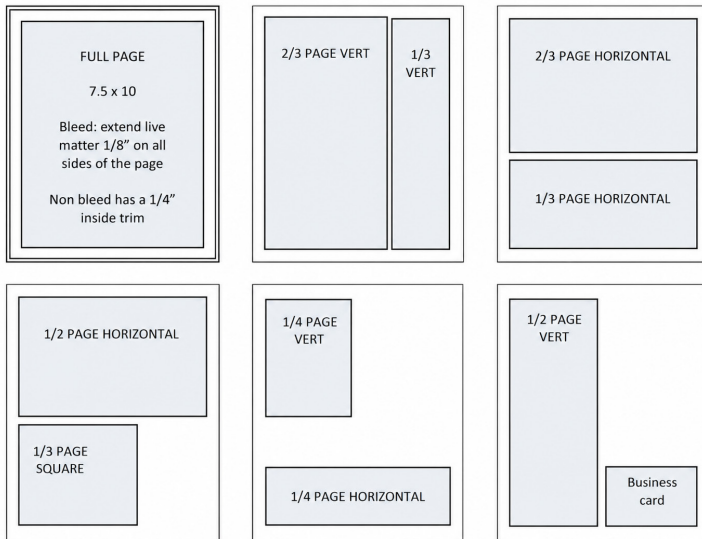 FULL PAGE
7.5 x 10
Bleed: extend live
matter 1/8” on all
sides of the page
Non bleed has a 1/4”
inside trim
2/3 PAGE VERT
1/3
VERT
2/3 PAGE HORIZONTAL
1/3 PAGE HORIZONTAL
1/2 PAGE HORIZONTAL
1/3 PAGE
SQUARE
1/4 PAGE
VERT
1/4 PAGE HORIZONTAL
1/2 PAGE
VERT
Business
card